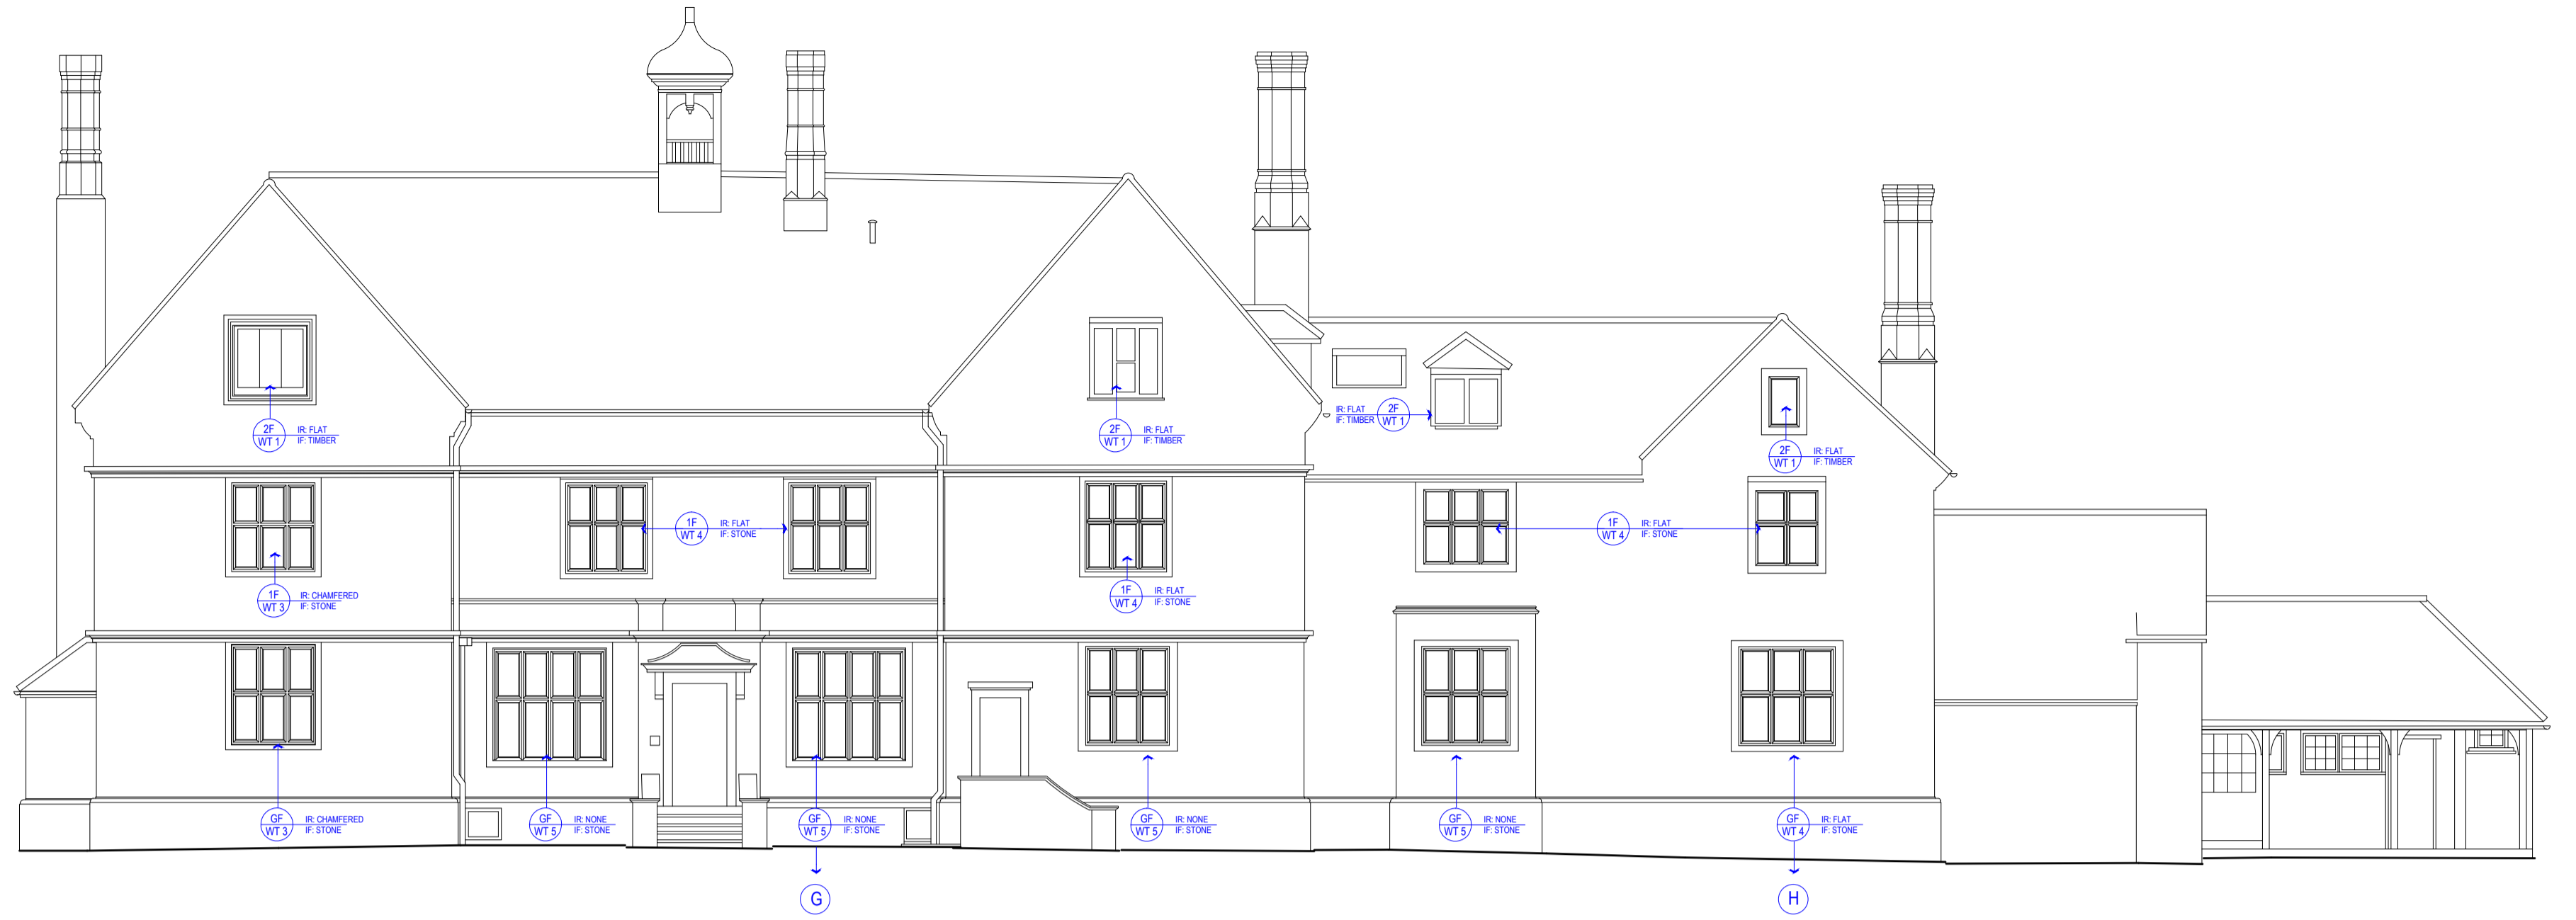 2F
WT 1
IR: FLAT
IF: TIMBER
2F
WT 1
IR: FLAT
IF: TIMBER
IR: FLAT
IF: TIMBER
2F
WT 1
2F
WT 1
IR: FLAT
IF: TIMBER
1F
WT 4
IR: FLAT
IF: STONE
1F
WT 4
IR: FLAT
IF: STONE
1F
WT 3
IR: CHAMFERED
IF: STONE
1F
WT 4
IR: FLAT
IF: STONE
GF
WT 3
IR: CHAMFERED
IF: STONE
GF
WT 5
IR: NONE
IF: STONE
GF
WT 5
IR: NONE
IF: STONE
GF
WT 5
IR: NONE
IF: STONE
GF
WT 5
IR: NONE
IF: STONE
GF
WT 4
IR: FLAT
IF: STONE
G
H